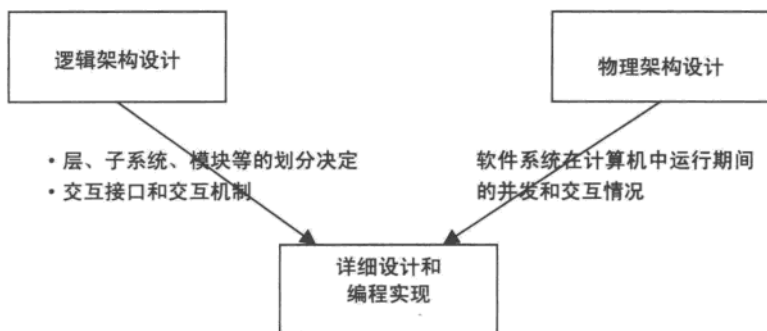 逻辑架构设计
物理架构设计
• 层、子系统、模块等的划分决定
• 交互接口和交互机制
软件系统在计算机中运行期间
的并发和交互情况
详细设计和
编程实现